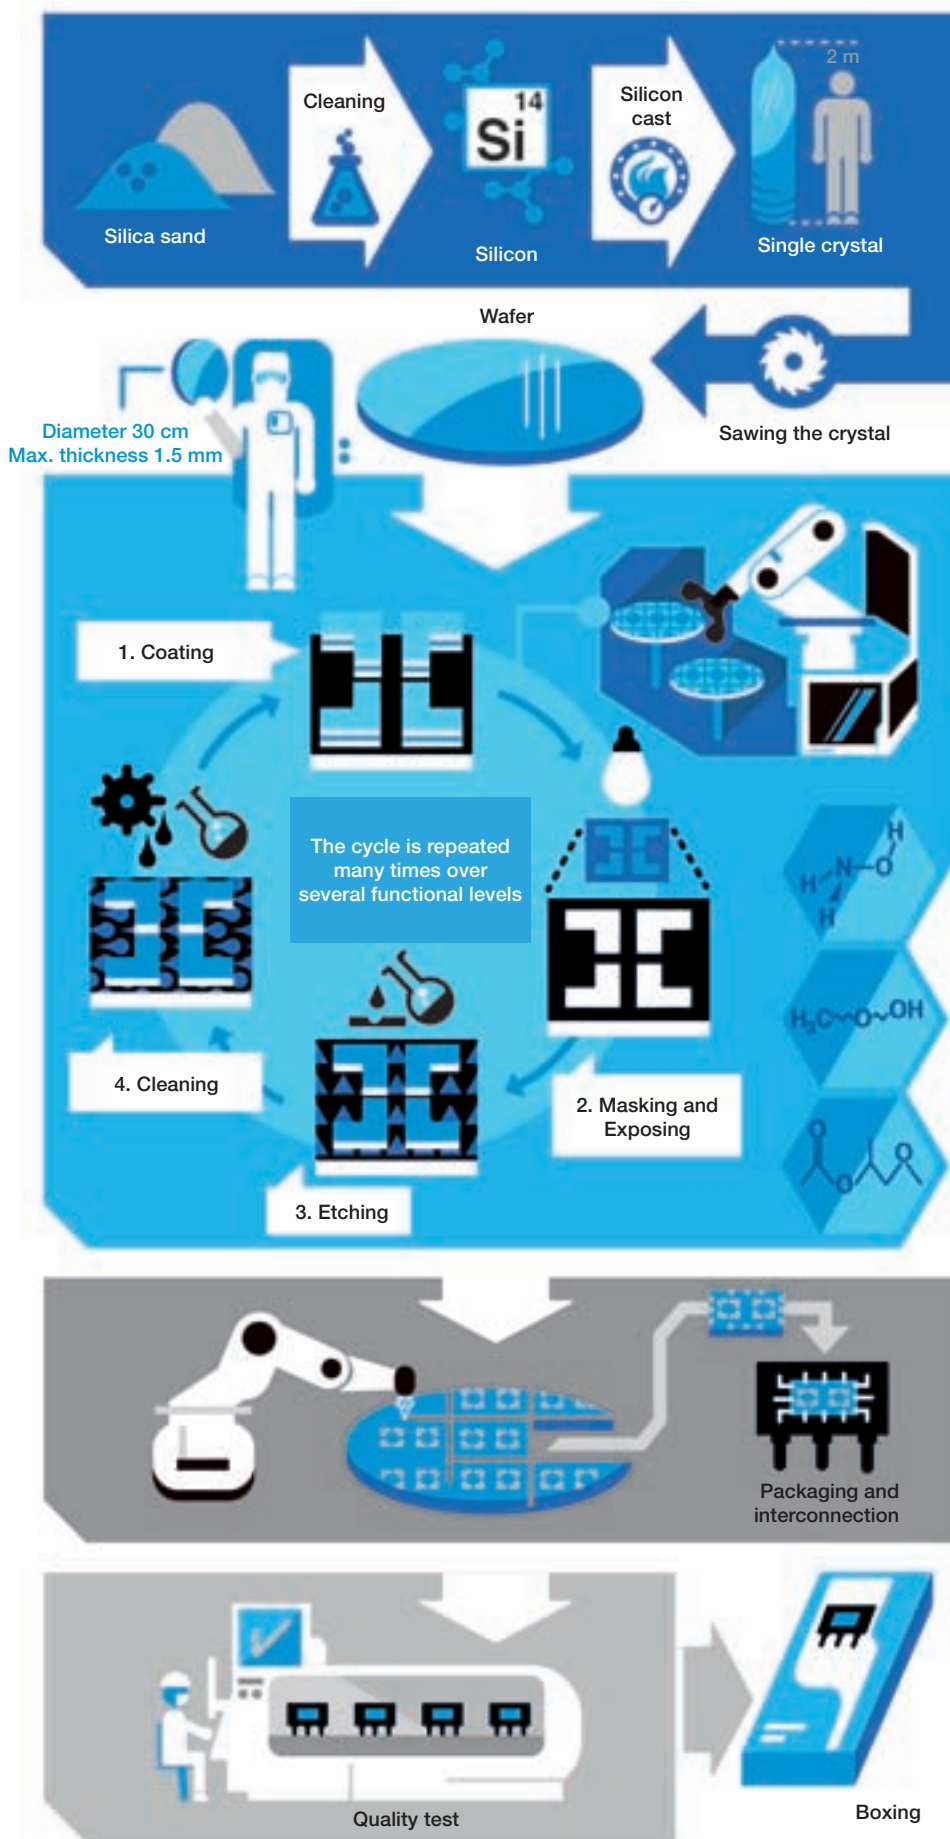 2 m
Cleaning
14
Si
Silicon
cast
Silica sand
Silicon
Single crystal
Wafer
Diameter 30 cm
Max. thickness 1.5 mm
Sawing the crystal
1. Coating
The cycle is repeated
many times over
several functional levels
H
H N O
H
H₃C O OH
4. Cleaning
2. Masking and
Exposing
O
O
O
3. Etching
Packaging and
interconnection
Quality test
Boxing